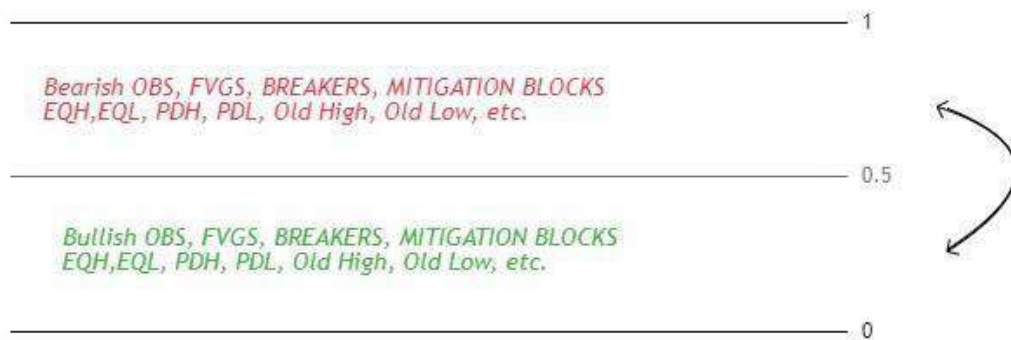 1
Bearish OBS, FVGS, BREAKERS, MITIGATION BLOCKS
EQH,EQL, PDH, PDL, Old High, Old Low, etc.
0.5
Bullish OBS, FVGS, BREAKERS, MITIGATION BLOCKS
EQH,EQL, PDH, PDL, Old High, Old Low, etc.
0